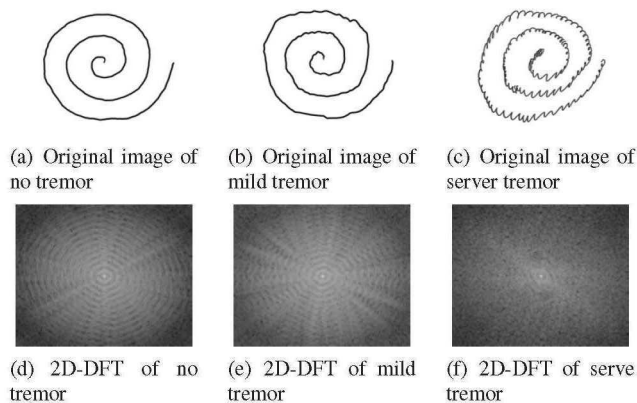 (a) Original image of
no tremor
(b) Original image of
mild tremor
(c) Original image of
server tremor
(d) 2D-DFT of no
tremor
(e) 2D-DFT of mild
tremor
(f) 2D-DFT of serve
tremor